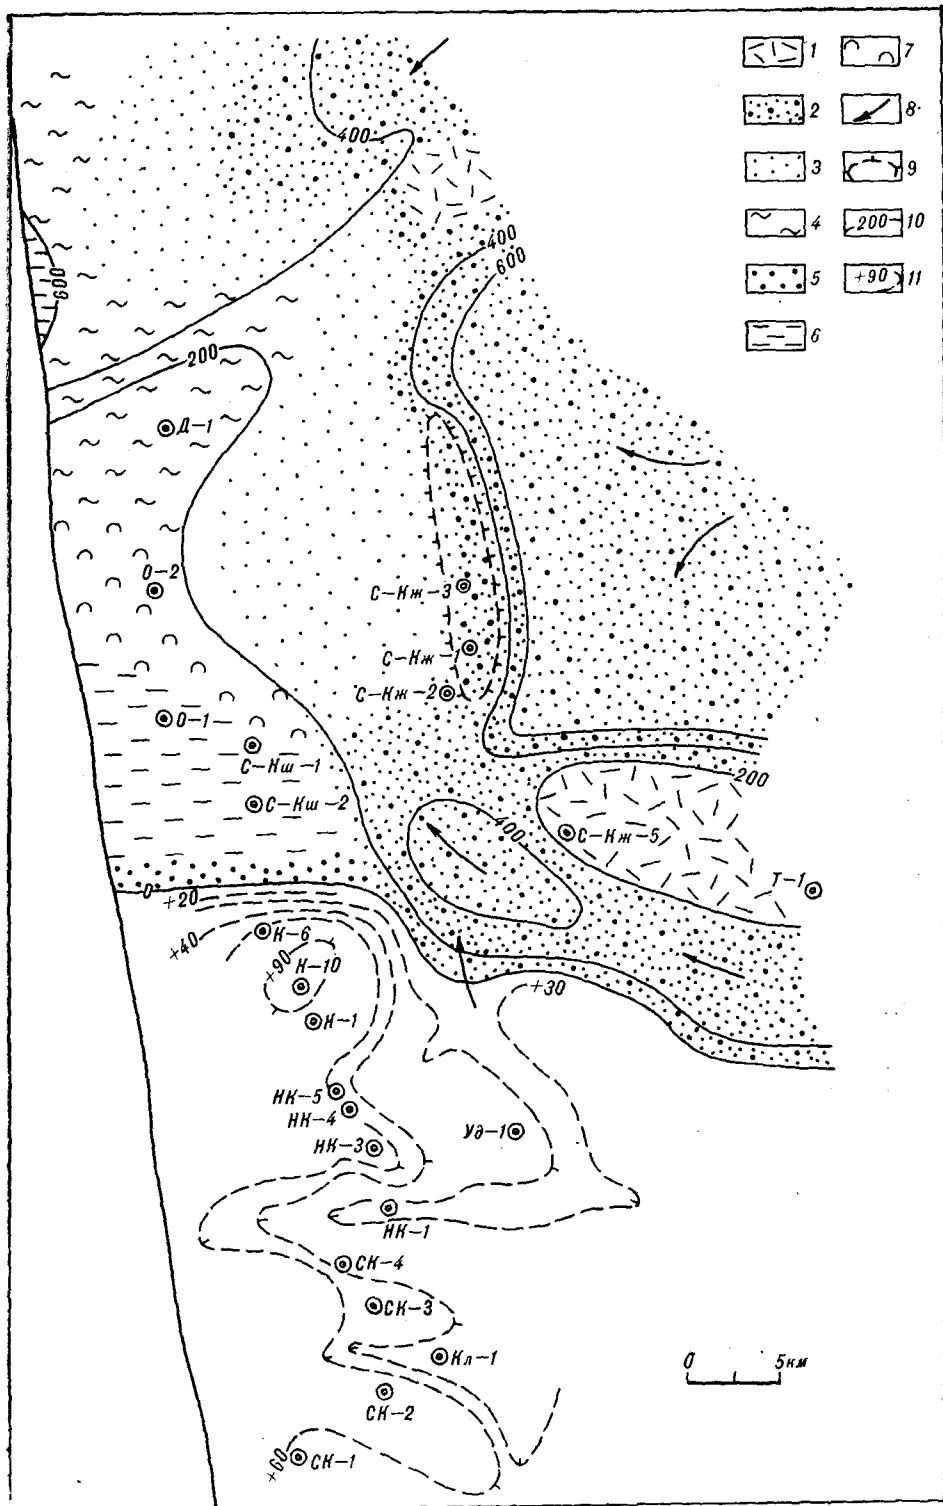 1
7
2
8
3
9
4
200
10
5
+90
11
6
400
400
600
600
200
Д-1
О-2
С-Кж-3
С-Кж-1
С-Кж-2
О-1
С-Кш-1
С-Кш-2
200
400
С-Кж-5
Т-1
0
+20
+40
К-6
+90
К-10
+30
К-1
НК-5
НК-4
НК-3
Уд-1
НК-1
СК-4
СК-3
Кл-1
0 5км
СК-2
+60
СК-1